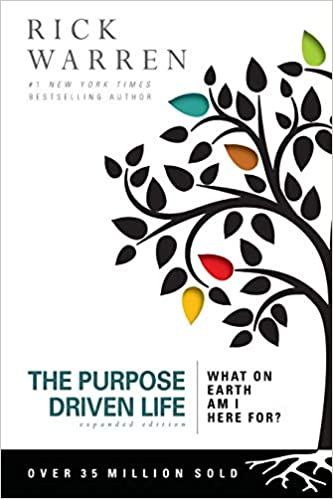 RICK
WARREN
#1 NEW YORK TIMES
BESTSELLING AUTHOR
THE PURPOSE
DRIVEN LIFE
expanded edition
WHAT ON
EARTH
AM I
HERE FOR?
OVER 35 MILLION SOLD